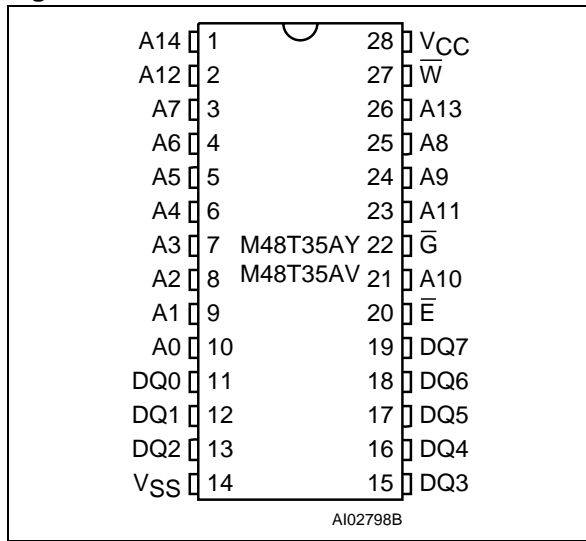 A14 1 28 VCC
A12 2 27 W̅
A7 3 26 A13
A6 4 25 A8
A5 5 24 A9
A4 6 23 A11
A3 7 M48T35AY 22 G̅
A2 8 M48T35AV 21 A10
A1 9 20 E̅
A0 10 19 DQ7
DQ0 11 18 DQ6
DQ1 12 17 DQ5
DQ2 13 16 DQ4
VSS 14 15 DQ3
AI02798B